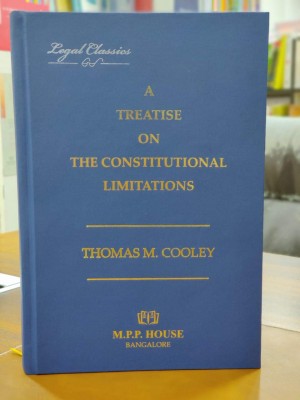 Legal Classics
A
TREATISE
ON
THE CONSTITUTIONAL
LIMITATIONS
THOMAS M. COOLEY
M.P.P. HOUSE
BANGALORE